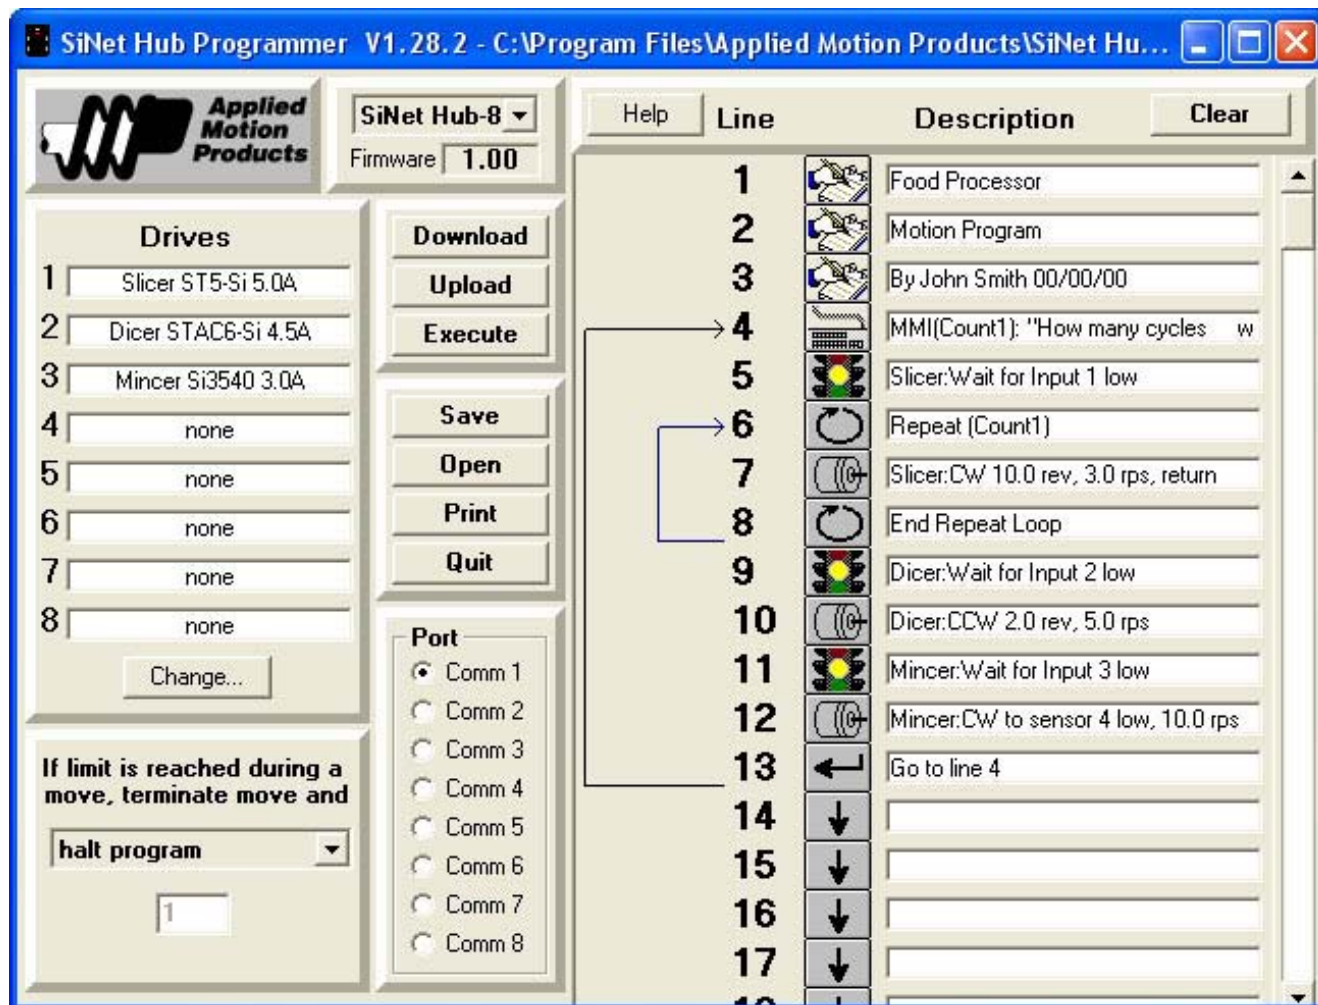 SiNet Hub Programmer V1.28.2 - C:\Program Files\Applied Motion Products\SiNet Hu...
Applied
Motion
Products
SiNet Hub-8
Firmware 1.00
Help
Line
Description
Clear
Drives
1 Slicer ST5-Si 5.0A
2 Dicer STAC6-Si 4.5A
3 Mincer Si3540 3.0A
4 none
5 none
6 none
7 none
8 none
Change...
If limit is reached during a
move, terminate move and
halt program
1
Download
Upload
Execute
Save
Open
Print
Quit
Port
Comm 1
Comm 2
Comm 3
Comm 4
Comm 5
Comm 6
Comm 7
Comm 8
1 Food Processor
2 Motion Program
3 By John Smith 00/00/00
4 MMI(Count1): "How many cycles w
5 Slicer:Wait for Input 1 low
6 Repeat (Count1)
7 Slicer:CW 10.0 rev, 3.0 rps, return
8 End Repeat Loop
9 Dicer:Wait for Input 2 low
10 Dicer:CCW 2.0 rev, 5.0 rps
11 Mincer:Wait for Input 3 low
12 Mincer:CW to sensor 4 low, 10.0 rps
13 Go to line 4
14
15
16
17